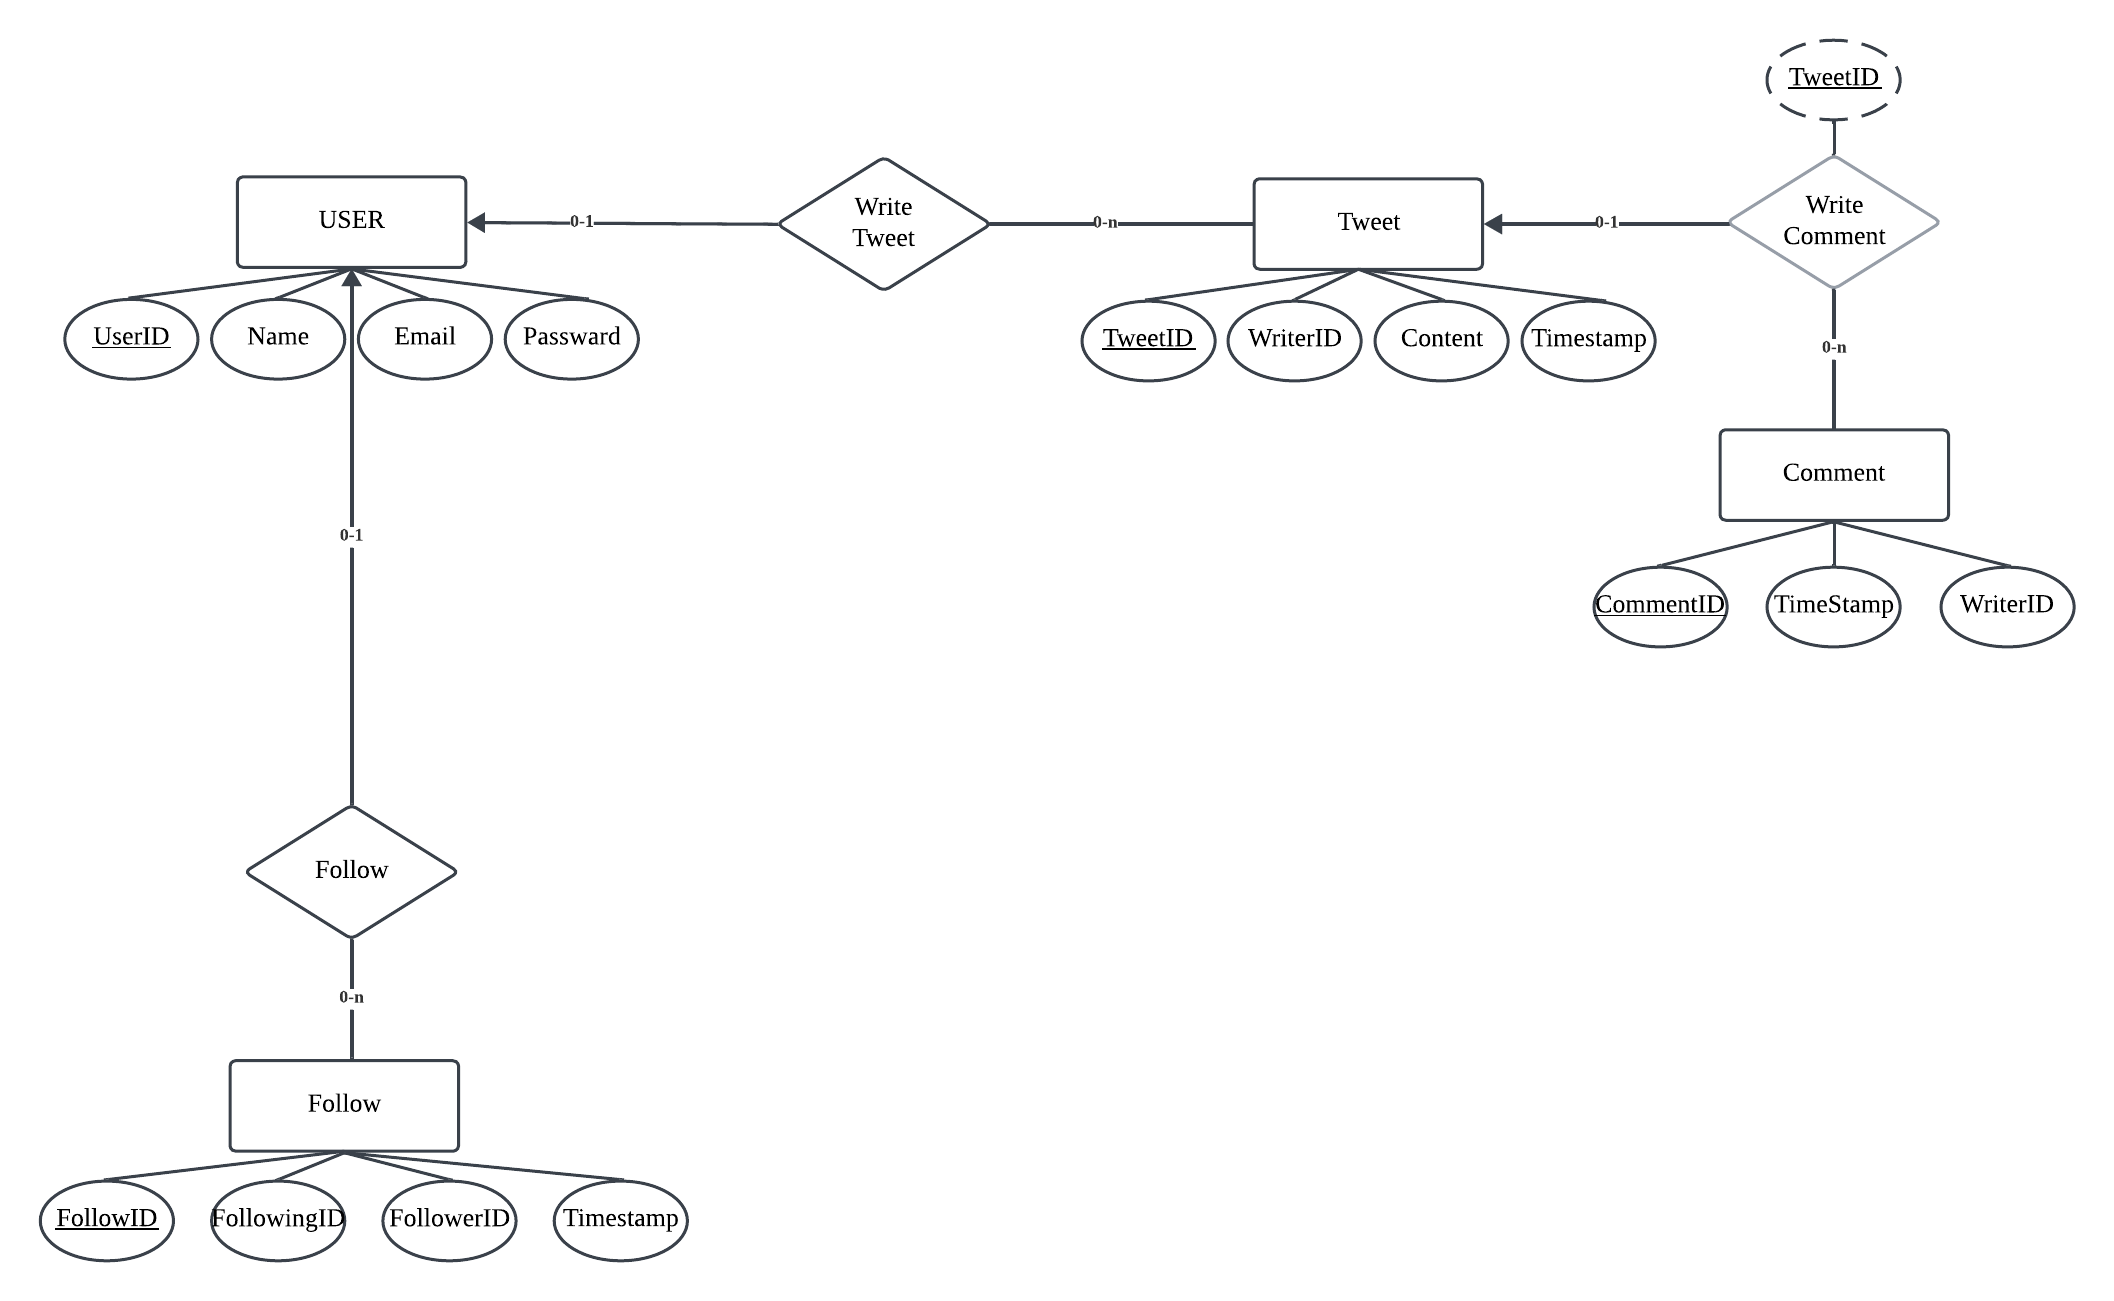 TweetID
USER
0-1
Write
Tweet
0-n
Tweet
0-1
Write
Comment
UserID
Name
Email
Passward
TweetID
WriterID
Content
Timestamp
0-n
Comment
0-1
CommentID
TimeStamp
WriterID
Follow
0-n
Follow
FollowID
FollowingID
FollowerID
Timestamp